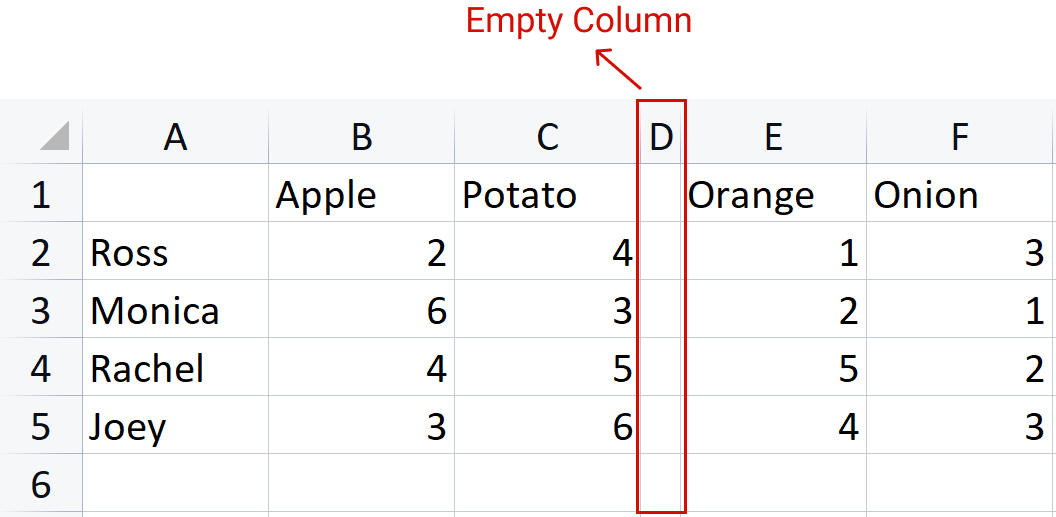 Empty Column
A B C D E F
1 Apple Potato Orange Onion
2 Ross 2 4 1 3
3 Monica 6 3 2 1
4 Rachel 4 5 5 2
5 Joey 3 6 4 3
6